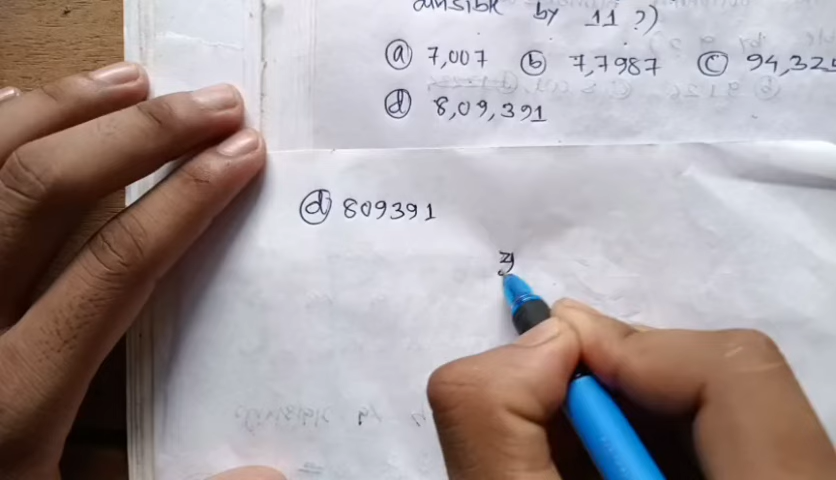 by 11 ?)
ⓐ 7,007 ⓑ 7,7987 ⓒ 94,32
ⓓ 8,09,391
ⓓ 809391